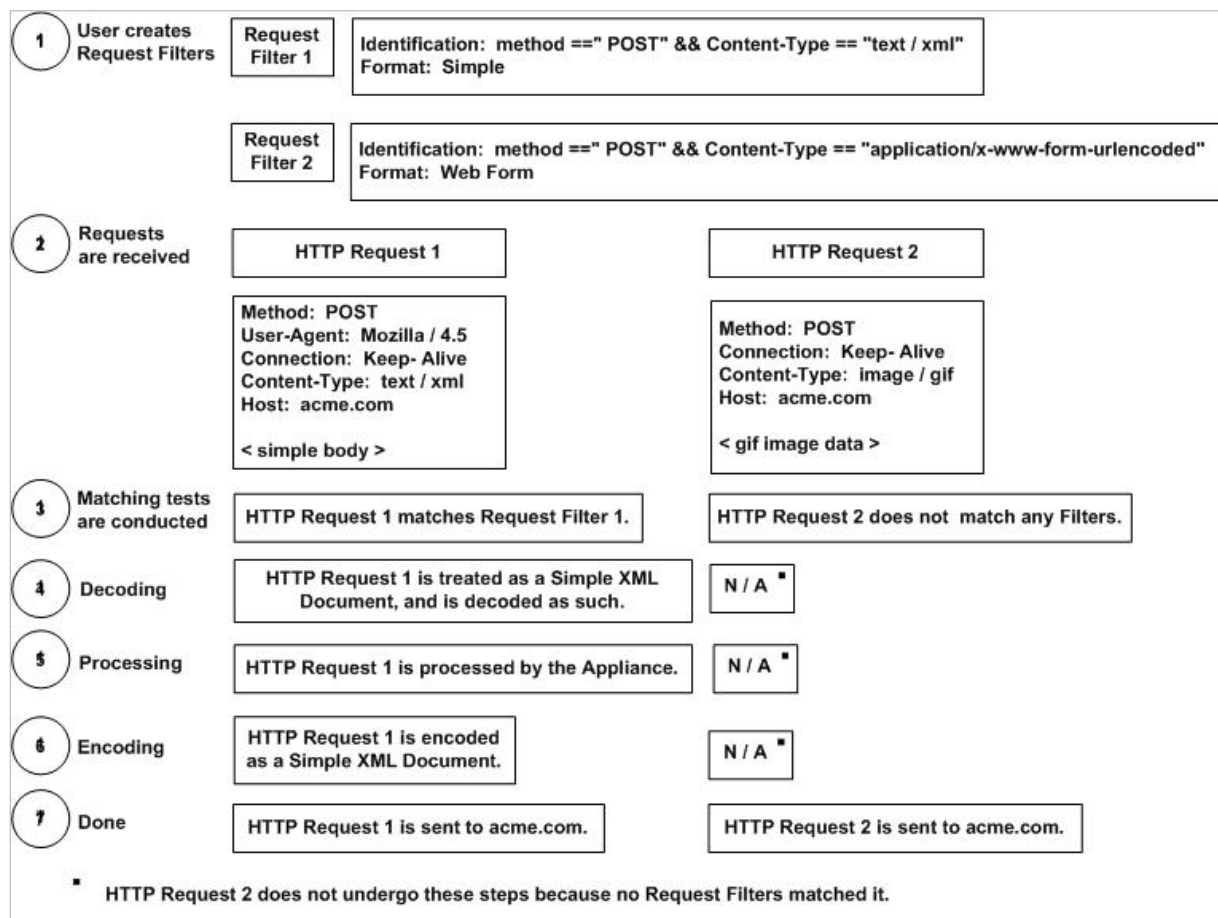 1
User creates
Request Filters
Request
Filter 1
Identification: method ==" POST" && Content-Type == "text / xml"
Format: Simple
Request
Filter 2
Identification: method ==" POST" && Content-Type == "application/x-www-form-urlencoded"
Format: Web Form
2
Requests
are received
HTTP Request 1
HTTP Request 2
Method: POST
User-Agent: Mozilla / 4.5
Connection: Keep- Alive
Content-Type: text / xml
Host: acme.com
< simple body >
Method: POST
Connection: Keep- Alive
Content-Type: image / gif
Host: acme.com
< gif image data >
3
Matching tests
are conducted
HTTP Request 1 matches Request Filter 1.
HTTP Request 2 does not match any Filters.
4
Decoding
HTTP Request 1 is treated as a Simple XML
Document, and is decoded as such.
N / A ▪
5
Processing
HTTP Request 1 is processed by the Appliance.
N / A ▪
6
Encoding
HTTP Request 1 is encoded
as a Simple XML Document.
N / A ▪
7
Done
HTTP Request 1 is sent to acme.com.
HTTP Request 2 is sent to acme.com.
▪ HTTP Request 2 does not undergo these steps because no Request Filters matched it.